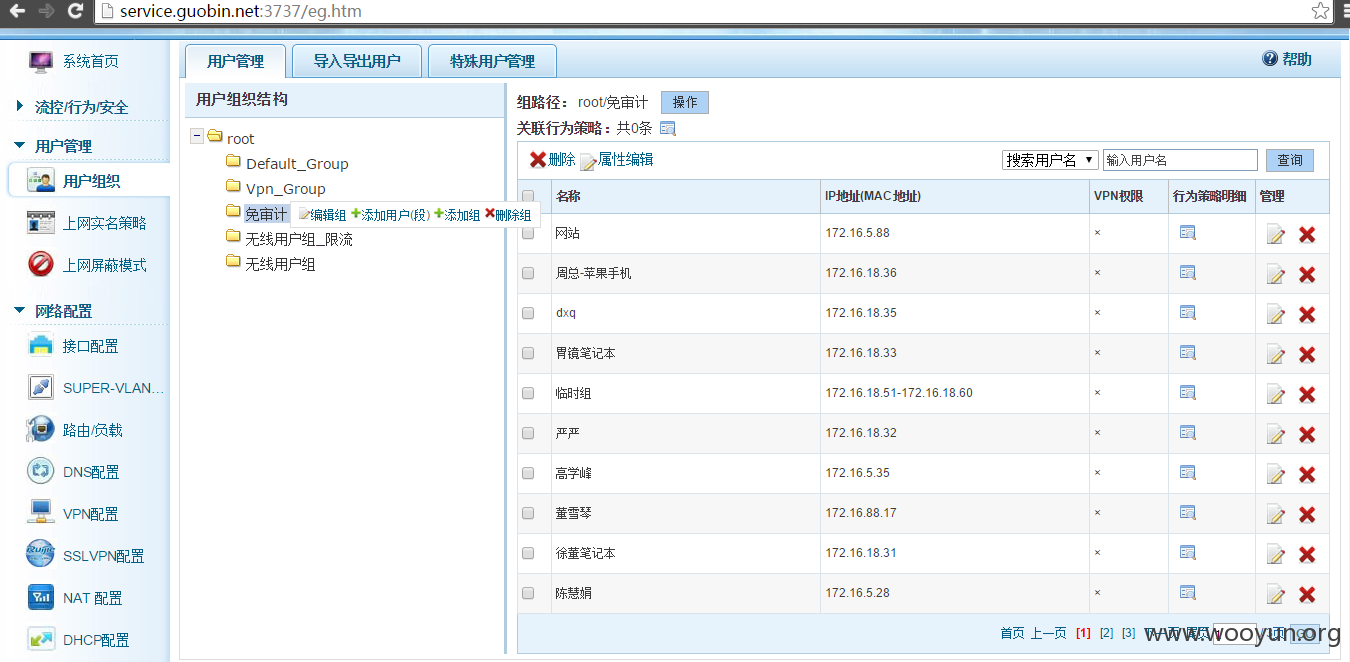 service.guobin.net:3737/eg.htm
系统首页
流控/行为/安全
用户管理
用户组织
上网实名策略
上网屏蔽模式
网络配置
接口配置
SUPER-VLAN...
路由/负载
DNS配置
VPN配置
SSLVPN配置
NAT 配置
DHCP配置
用户管理 导入导出用户 特殊用户管理 帮助
用户组织结构
root
Default_Group
Vpn_Group
免审计 编辑组 添加用户(段) 添加组 删除组
无线用户组_限流
无线用户组
组路径： root/免审计 操作
关联行为策略：共0条
删除 属性编辑 搜索用户名 输入用户名 查询
名称 IP地址(MAC地址) VPN权限 行为策略明细 管理
网站 172.16.5.88 ×
周总-苹果手机 172.16.18.36 ×
dxq 172.16.18.35 ×
胃镜笔记本 172.16.18.33 ×
临时组 172.16.18.51-172.16.18.60 ×
严严 172.16.18.32 ×
高学峰 172.16.5.35 ×
董雪琴 172.16.88.17 ×
徐董笔记本 172.16.18.31 ×
陈慧娟 172.16.5.28 ×
首页 上一页 [1] [2] [3]
www.wooyun.org